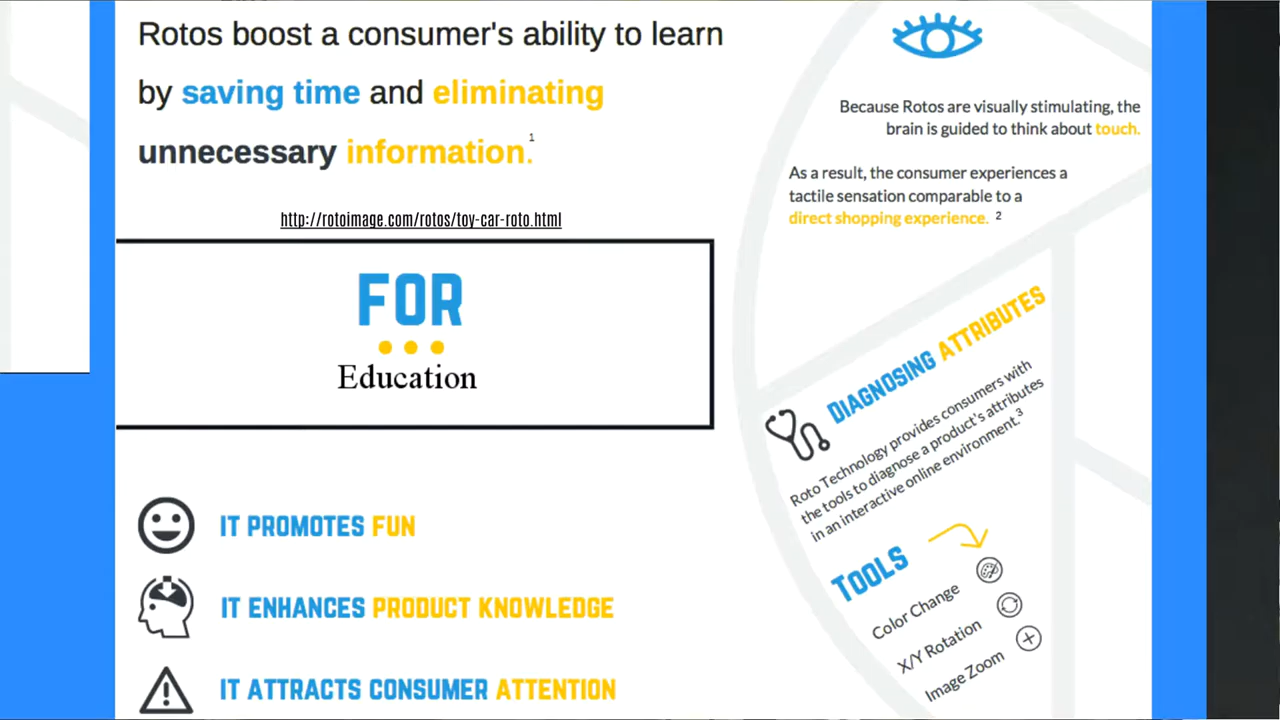 Rotos boost a consumer's ability to learn
by saving time and eliminating
unnecessary information.1
http://rotoimage.com/rotos/toy-car-roto.html
FOR
Education
IT PROMOTES FUN
IT ENHANCES PRODUCT KNOWLEDGE
IT ATTRACTS CONSUMER ATTENTION
Because Rotos are visually stimulating, the
brain is guided to think about touch.
As a result, the consumer experiences a
tactile sensation comparable to a
direct shopping experience. 2
DIAGNOSING ATTRIBUTES
Roto Technology provides consumers with
the tools to diagnose a product's attributes
in an interactive online environment.3
TOOLS
Color Change
X/Y Rotation
Image Zoom